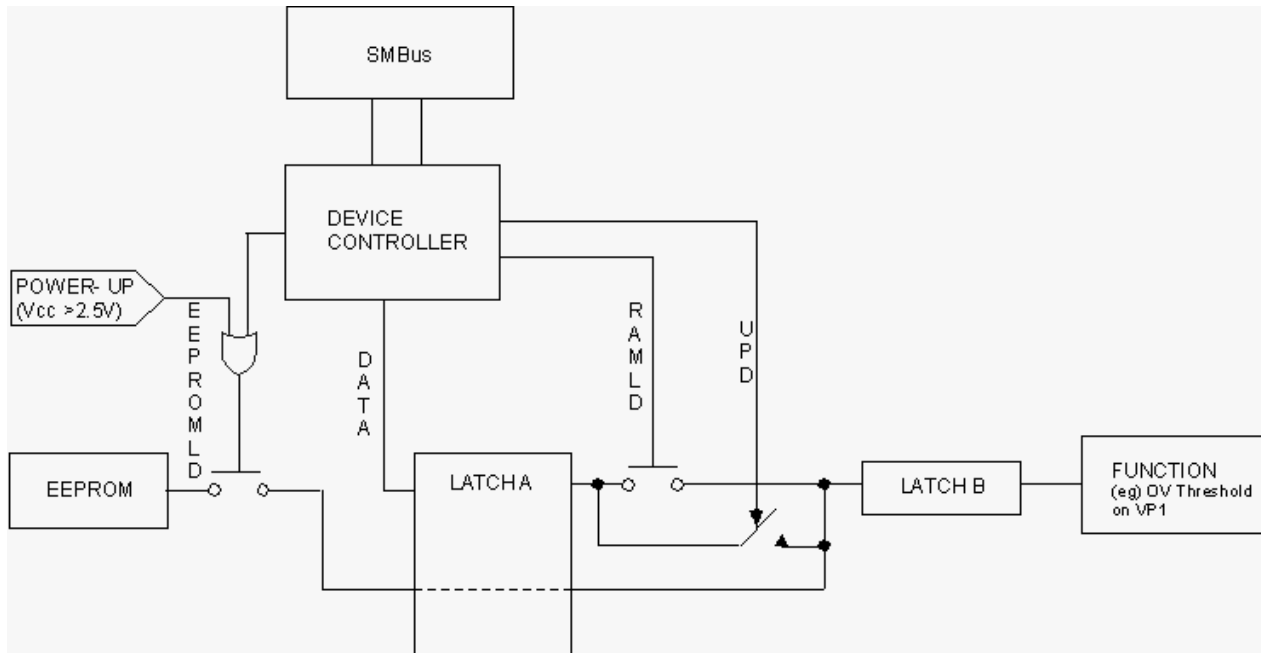 SMBus
DEVICE
CONTROLLER
POWER- UP
(Vcc >2.5V)
EEPROMLD
DATA
RAMLD
UPD
EEPROM
LATCH A
LATCH B
FUNCTION
(eg) OV Threshold
on VP1